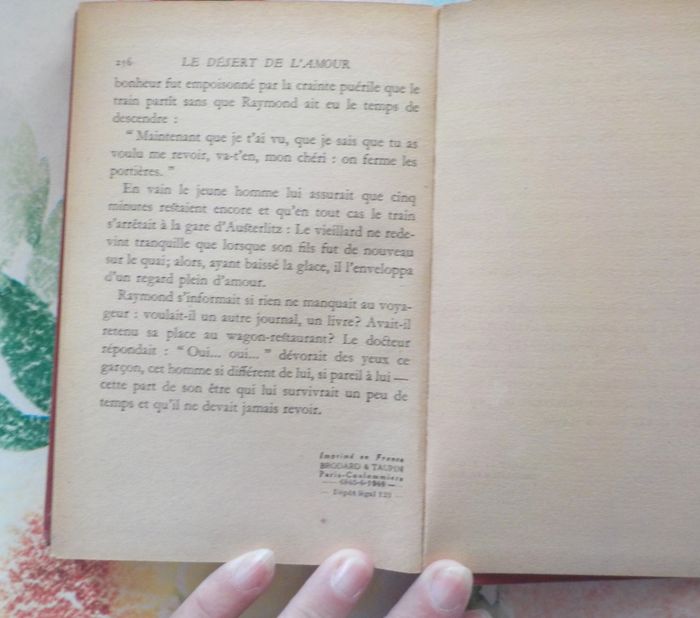 256 LE DÉSERT DE L'AMOUR
bonheur fut empoisonné par la crainte puérile que le
train partît sans que Raymond ait eu le temps de
descendre :
“ Maintenant que je t'ai vu, que je sais que tu as
voulu me revoir, va-t'en, mon chéri : on ferme les
portières. ”
En vain le jeune homme lui assurait que cinq
minutes restaient encore et qu'en tout cas le train
s'arrêtait à la gare d'Austerlitz : Le vieillard ne rede-
vint tranquille que lorsque son fils fut de nouveau
sur le quai; alors, ayant baissé la glace, il l'enveloppa
d'un regard plein d'amour.
Raymond s'informait si rien ne manquait au voya-
geur : voulait-il un autre journal, un livre? Avait-il
retenu sa place au wagon-restaurant? Le docteur
répondait : “ Oui... oui... ” dévorait des yeux ce
garçon, cet homme si différent de lui, si pareil à lui —
cette part de son être qui lui survivrait un peu de
temps et qu'il ne devait jamais revoir.
Imprimé en France
BRODARD & TAUPIN
Paris-Coulommiers
— Dépôt légal